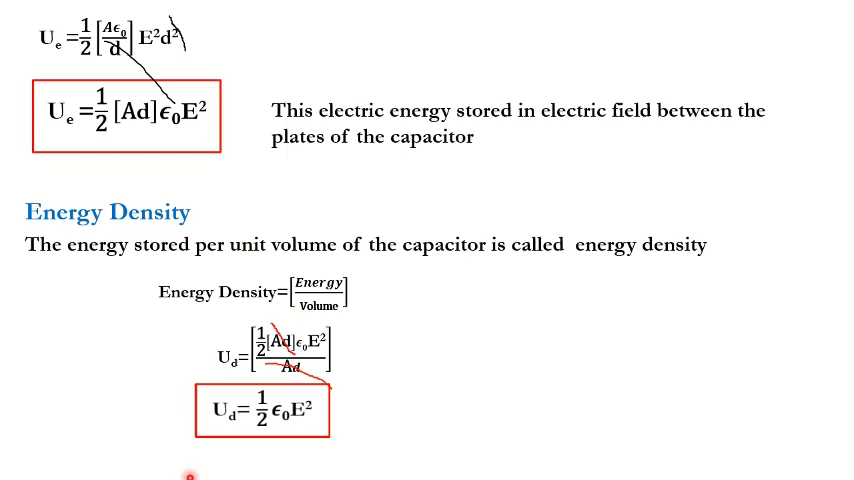 Uₑ =1/2 [Aϵ₀/d] E²d²
Uₑ =1/2 [Ad]ϵ₀E²
This electric energy stored in electric field between the
plates of the capacitor
Energy Density
The energy stored per unit volume of the capacitor is called energy density
Energy Density=[Energy/Volume]
U_d=[1/2[Ad]ϵ₀E²/Ad]
U_d= 1/2 ϵ₀E²